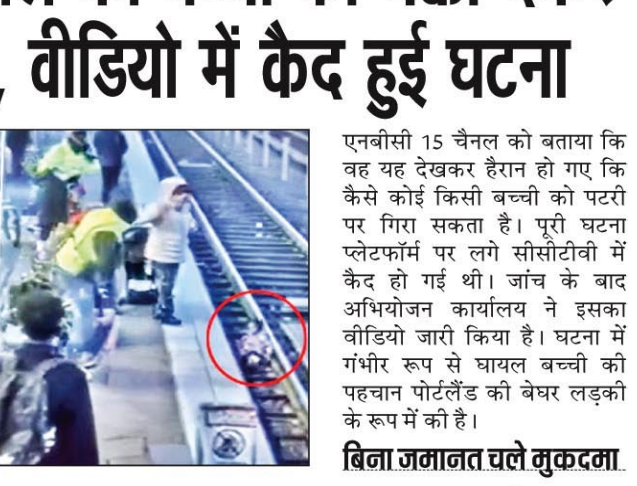 वीडियो में कैद हुई घटना
एनबीसी 15 चैनल को बताया कि
वह यह देखकर हैरान हो गए कि
कैसे कोई किसी बच्ची को पटरी
पर गिरा सकता है। पूरी घटना
प्लेटफॉर्म पर लगे सीसीटीवी में
कैद हो गई थी। जांच के बाद
अभियोजन कार्यालय ने इसका
वीडियो जारी किया है। घटना में
गंभीर रूप से घायल बच्ची की
पहचान पोर्टलैंड की बेघर लड़की
के रूप में की है।
बिना जमानत चले मुकदमा